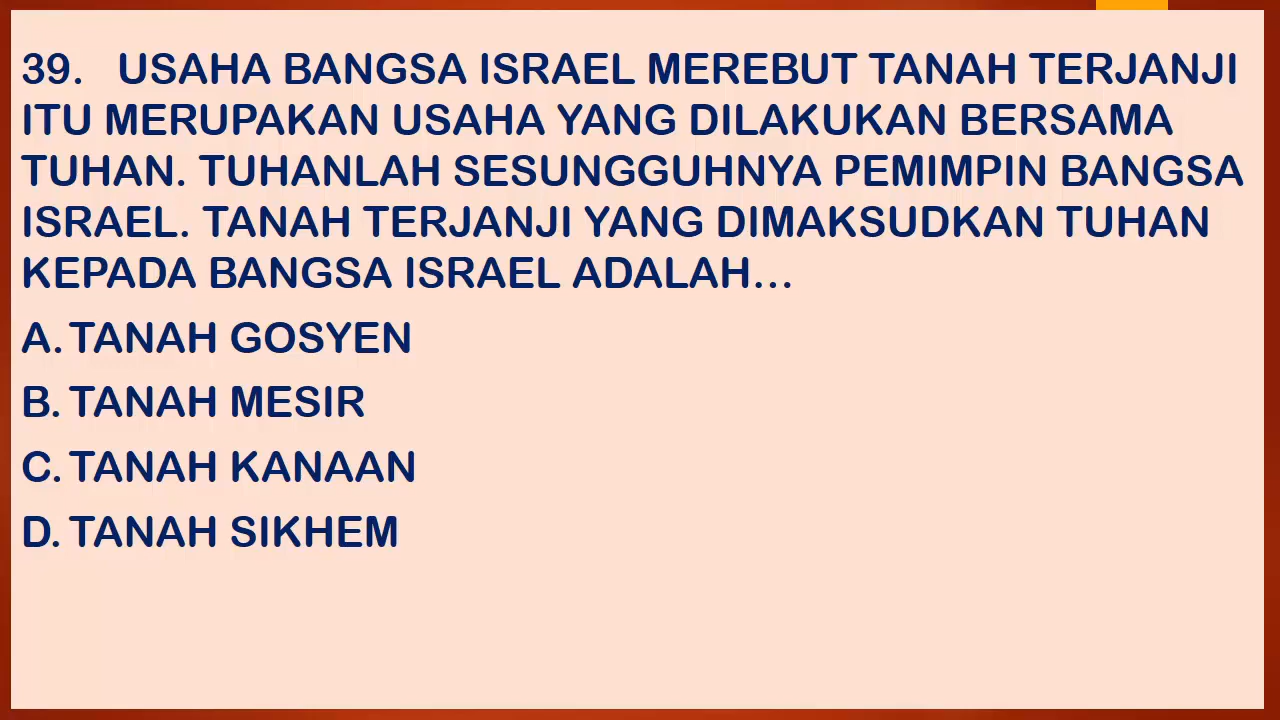 39. USAHA BANGSA ISRAEL MEREBUT TANAH TERJANJI
ITU MERUPAKAN USAHA YANG DILAKUKAN BERSAMA
TUHAN. TUHANLAH SESUNGGUHNYA PEMIMPIN BANGSA
ISRAEL. TANAH TERJANJI YANG DIMAKSUDKAN TUHAN
KEPADA BANGSA ISRAEL ADALAH...
A. TANAH GOSYEN
B. TANAH MESIR
C. TANAH KANAAN
D. TANAH SIKHEM